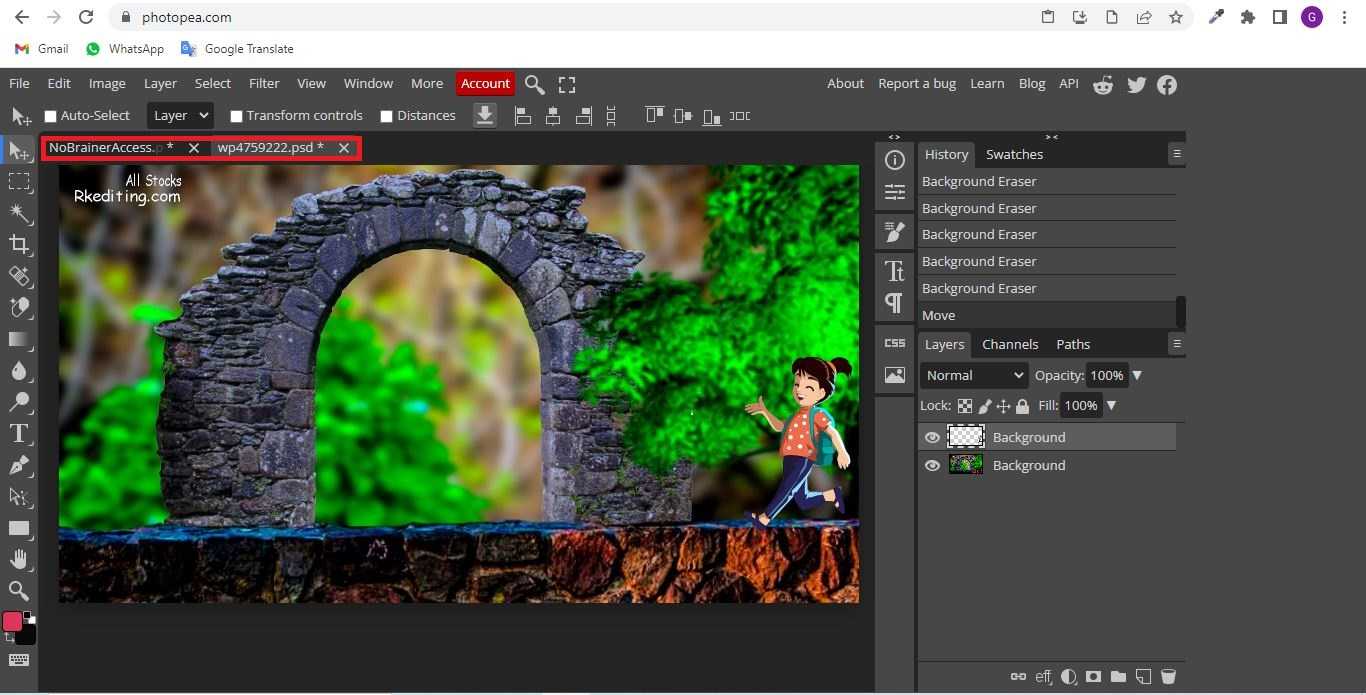 photopea.com
G
Gmail WhatsApp Google Translate
File Edit Image Layer Select Filter View Window More Account About Report a bug Learn Blog API
Auto-Select Layer Transform controls Distances
NoBrainerAccess.p * wp4759222.psd *
All Stocks
Rkediting.com
History Swatches
Background Eraser
Background Eraser
Background Eraser
Background Eraser
Background Eraser
Move
CSS
Layers Channels Paths
Normal Opacity: 100%
Lock: Fill: 100%
Background
Background
eff